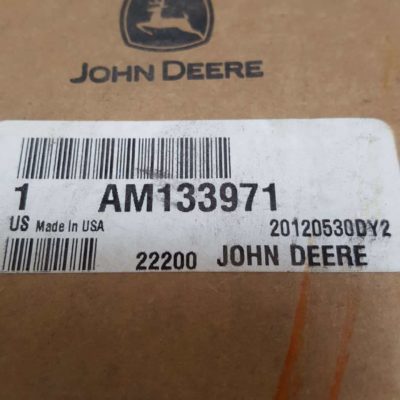 JOHN DEERE
1 AM133971
US Made In USA 20120530DY2
22200 JOHN DEERE